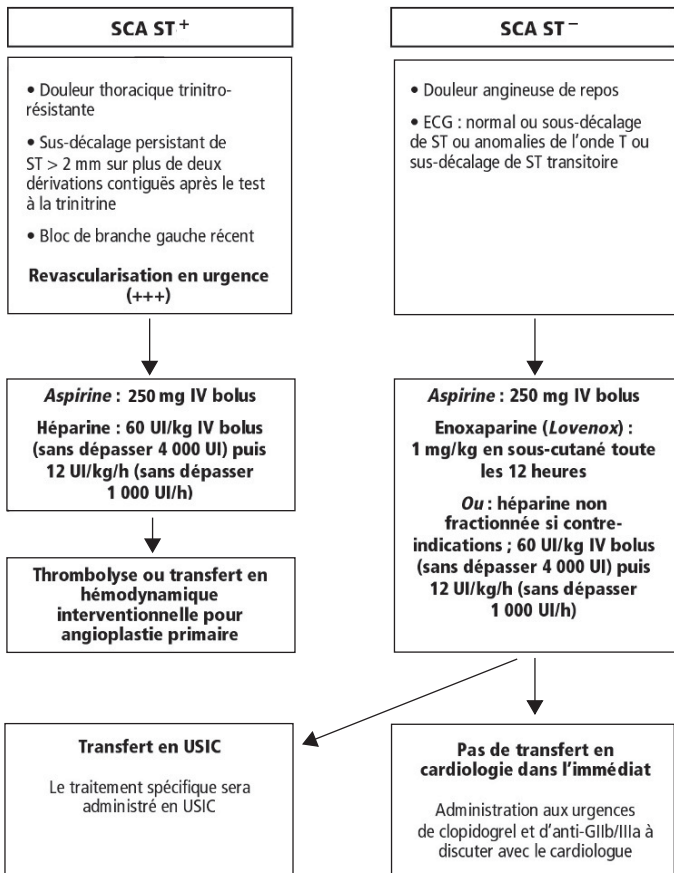 SCA ST +
• Douleur thoracique trinitro-
résistante
• Sus-décalage persistant de
ST > 2 mm sur plus de deux
dérivations contiguës après le test
à la trinitrine
• Bloc de branche gauche récent
Revascularisation en urgence
(+++)
Aspirine : 250 mg IV bolus
Héparine : 60 UI/kg IV bolus
(sans dépasser 4 000 UI) puis
12 UI/kg/h (sans dépasser
1 000 UI/h)
Thrombolyse ou transfert en
hémodynamique
interventionnelle pour
angioplastie primaire
SCA ST −
• Douleur angineuse de repos
• ECG : normal ou sous-décalage
de ST ou anomalies de l’onde T ou
sus-décalage de ST transitoire
Aspirine : 250 mg IV bolus
Enoxaparine (Lovenox) :
1 mg/kg en sous-cutané toute
les 12 heures
Ou : héparine non
fractionnée si contre-
indications ; 60 UI/kg IV bolus
(sans dépasser 4 000 UI) puis
12 UI/kg/h (sans dépasser
1 000 UI/h)
Transfert en USIC
Le traitement spécifique sera
administré en USIC
Pas de transfert en
cardiologie dans l’immédiat
Administration aux urgences
de clopidogrel et d’anti-GIIb/IIIa à
discuter avec le cardiologue